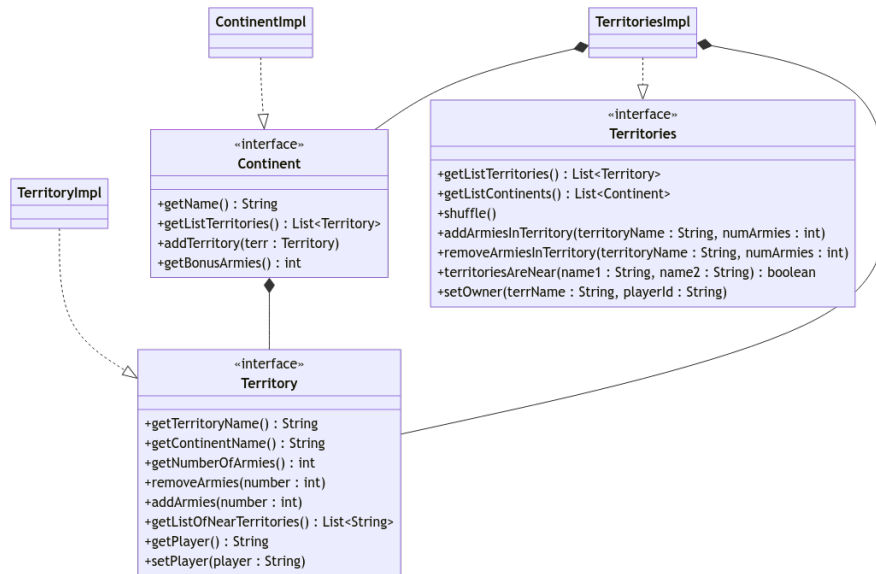 ContinentImpl
TerritoriesImpl
«interface»
Territories
+getListTerritories() : List<Territory>
+getListContinents() : List<Continent>
+shuffle()
+addArmiesInTerritory(territoryName : String, numArmies : int)
+removeArmiesInTerritory(territoryName : String, numArmies : int)
+territoriesAreNear(name1 : String, name2 : String) : boolean
+setOwner(terrName : String, playerId : String)
«interface»
Continent
+getName() : String
+getListTerritories() : List<Territory>
+addTerritory(terr : Territory)
+getBonusArmies() : int
TerritoryImpl
«interface»
Territory
+getTerritoryName() : String
+getContinentName() : String
+getNumberOfArmies() : int
+removeArmies(number : int)
+addArmies(number : int)
+getListOfNearTerritories() : List<String>
+getPlayer() : String
+setPlayer(player : String)